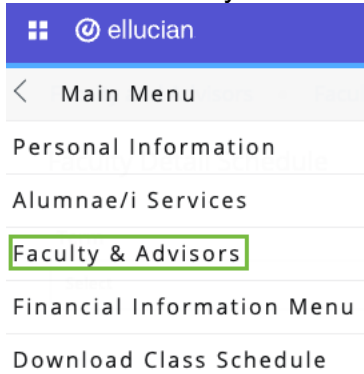 ellucian
Main Menu
Personal Information
Alumnae/i Services
Faculty & Advisors
Financial Information Menu
Download Class Schedule